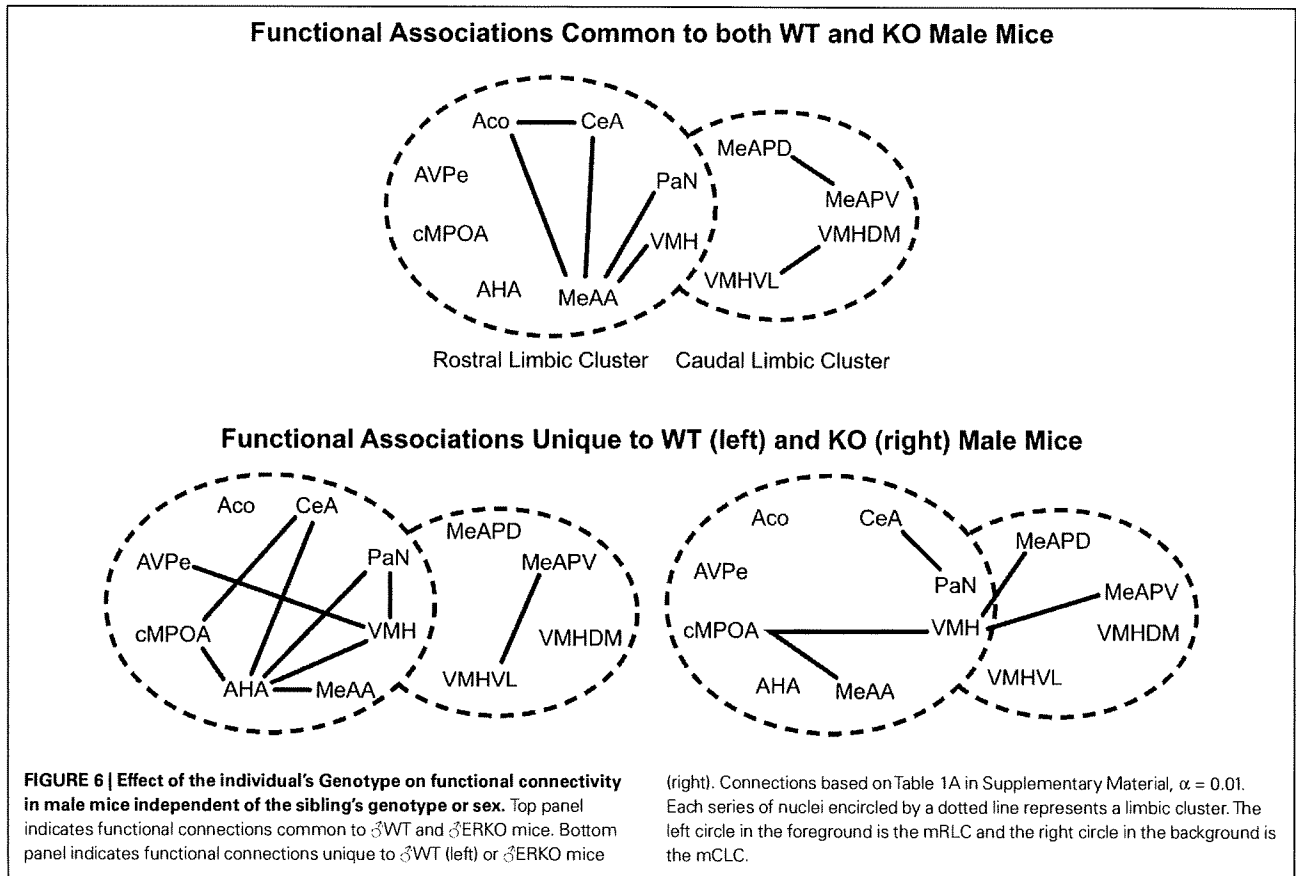 Functional Associations Common to both WT and KO Male Mice
Aco
CeA
AVPe
PaN
cMPOA
VMH
AHA
MeAA
MeAPD
MeAPV
VMHDM
VMHVL
Rostral Limbic Cluster
Caudal Limbic Cluster
Functional Associations Unique to WT (left) and KO (right) Male Mice
Aco
CeA
AVPe
PaN
cMPOA
VMH
AHA
MeAA
MeAPD
MeAPV
VMHDM
VMHVL
Aco
CeA
AVPe
PaN
cMPOA
VMH
AHA
MeAA
MeAPD
MeAPV
VMHDM
VMHVL
FIGURE 6 | Effect of the individual's Genotype on functional connectivity
in male mice independent of the sibling's genotype or sex. Top panel
indicates functional connections common to ♂WT and ♂ERKO mice. Bottom
panel indicates functional connections unique to ♂WT (left) or ♂ERKO mice
(right). Connections based on Table 1A in Supplementary Material, α = 0.01.
Each series of nuclei encircled by a dotted line represents a limbic cluster. The
left circle in the foreground is the mRLC and the right circle in the background is
the mCLC.